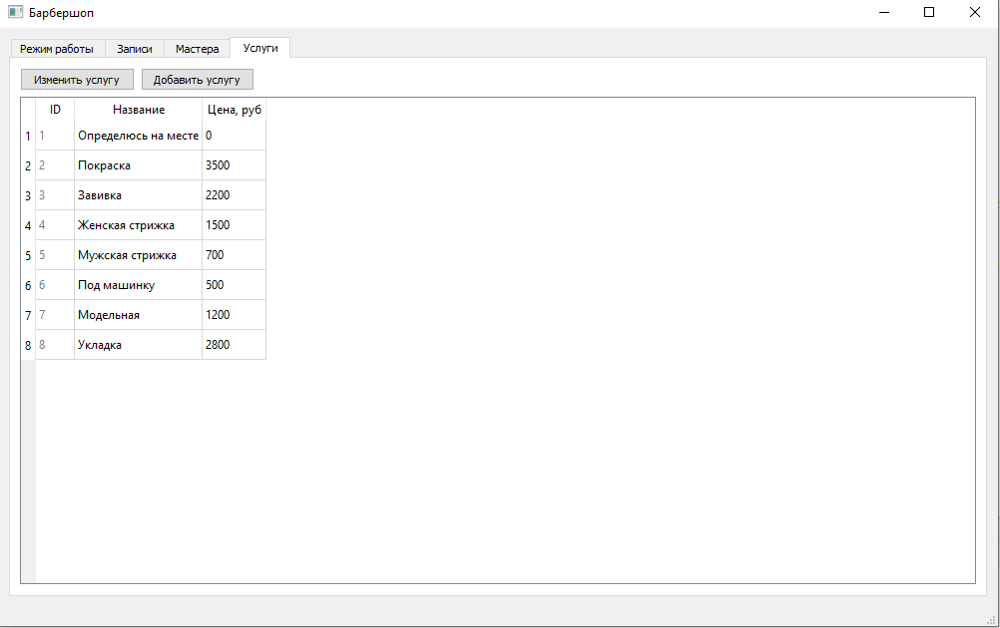 Барбершоп
Режим работы Записи Мастера Услуги
Изменить услугу Добавить услугу
ID Название Цена, руб
1 1 Определюсь на месте 0
2 2 Покраска 3500
3 3 Завивка 2200
4 4 Женская стрижка 1500
5 5 Мужская стрижка 700
6 6 Под машинку 500
7 7 Модельная 1200
8 8 Укладка 2800